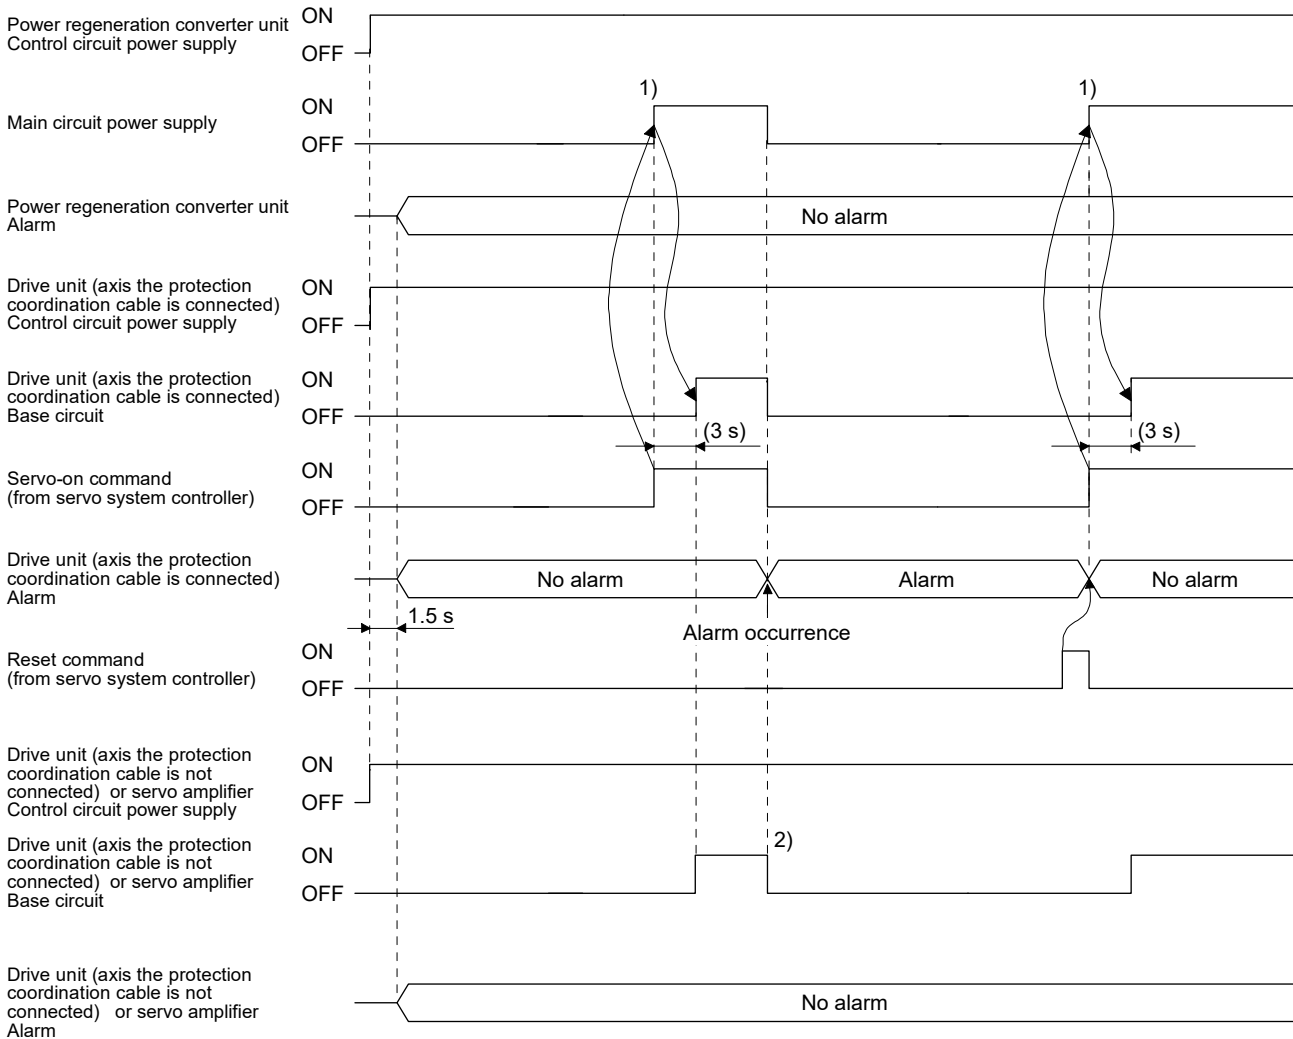 Power regeneration converter unit
Control circuit power supply
ON
OFF
Main circuit power supply
ON
OFF
1)
1)
Power regeneration converter unit
Alarm
No alarm
Drive unit (axis the protection
coordination cable is connected)
Control circuit power supply
ON
OFF
Drive unit (axis the protection
coordination cable is connected)
Base circuit
ON
OFF
(3 s)
(3 s)
Servo-on command
(from servo system controller)
ON
OFF
Drive unit (axis the protection
coordination cable is connected)
Alarm
No alarm
Alarm
No alarm
1.5 s
Alarm occurrence
Reset command
(from servo system controller)
ON
OFF
Drive unit (axis the protection
coordination cable is not
connected) or servo amplifier
Control circuit power supply
ON
OFF
Drive unit (axis the protection
coordination cable is not
connected) or servo amplifier
Base circuit
ON
OFF
2)
Drive unit (axis the protection
coordination cable is not
connected) or servo amplifier
Alarm
No alarm